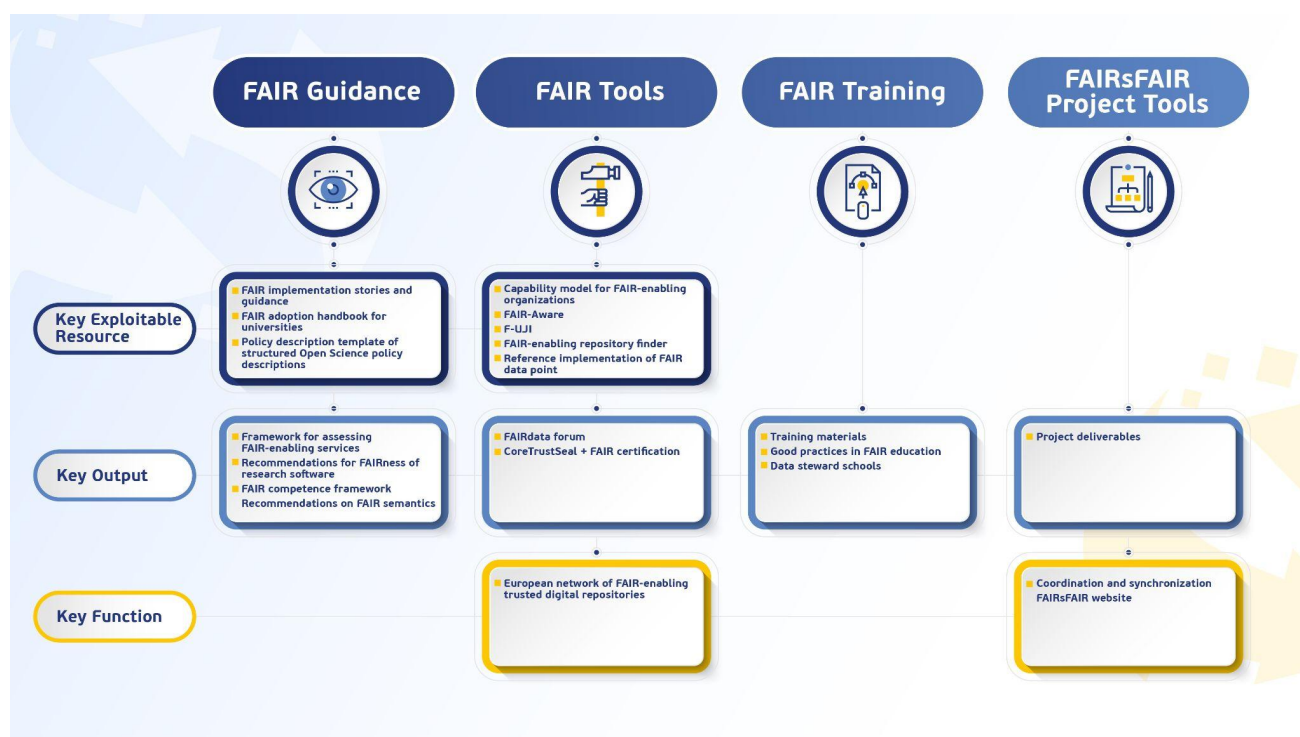 FAIR Guidance
FAIR Tools
FAIR Training
FAIRsFAIR
Project Tools
Key Exploitable
Resource
FAIR implementation stories and
guidance
FAIR adoption handbook for
universities
Policy description template of
structured Open Science policy
descriptions
Capability model for FAIR-enabling
organizations
FAIR-Aware
F-UJI
FAIR-enabling repository finder
Reference implementation of FAIR
data point
Key Output
Framework for assessing
FAIR-enabling services
Recommendations for FAIRness of
research software
FAIR competence framework
Recommendations on FAIR semantics
FAIRdata forum
CoreTrustSeal + FAIR certification
Training materials
Good practices in FAIR education
Data steward schools
Project deliverables
Key Function
European network of FAIR-enabling
trusted digital repositories
Coordination and synchronization
FAIRsFAIR website